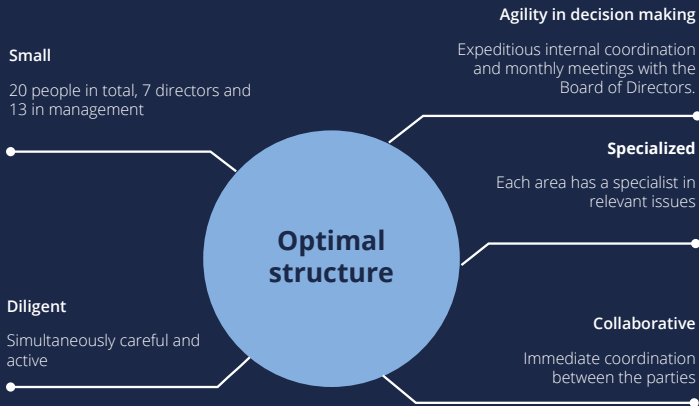 Small
20 people in total, 7 directors and
13 in management
Diligent
Simultaneously careful and
active
Optimal
structure
Agility in decision making
Expeditious internal coordination
and monthly meetings with the
Board of Directors.
Specialized
Each area has a specialist in
relevant issues
Collaborative
Immediate coordination
between the parties